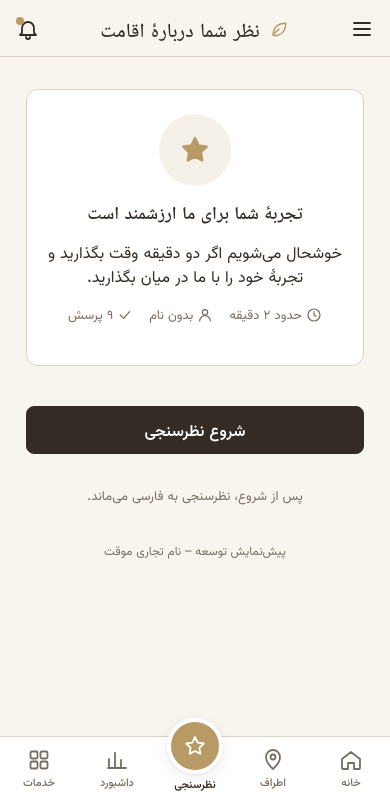 نظر شما دربارهٔ اقامت
تجربهٔ شما برای ما ارزشمند است
خوشحال می‌شویم اگر دو دقیقه وقت بگذارید و
تجربهٔ خود را با ما در میان بگذارید.
حدود ۲ دقیقه بدون نام ۹ پرسش
شروع نظرسنجی
پس از شروع، نظرسنجی به فارسی می‌ماند.
پیش‌نمایش توسعه – نام تجاری موقت
خانه اطراف نظرسنجی داشبورد خدمات